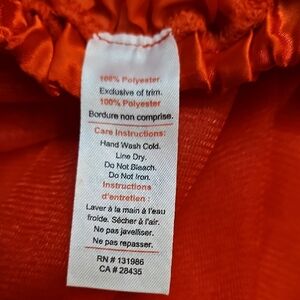 100% Polyester.
Exclusive of trim.
100% Polyester
Bordure non comprise.
Care Instructions:
Hand Wash Cold.
Line Dry.
Do Not Bleach.
Do Not Iron.
Instructions
d'entretien :
Laver à la main à l'eau
froide. Sécher à l'air.
Ne pas javelliser.
Ne pas repasser.
RN # 131986
CA # 28435